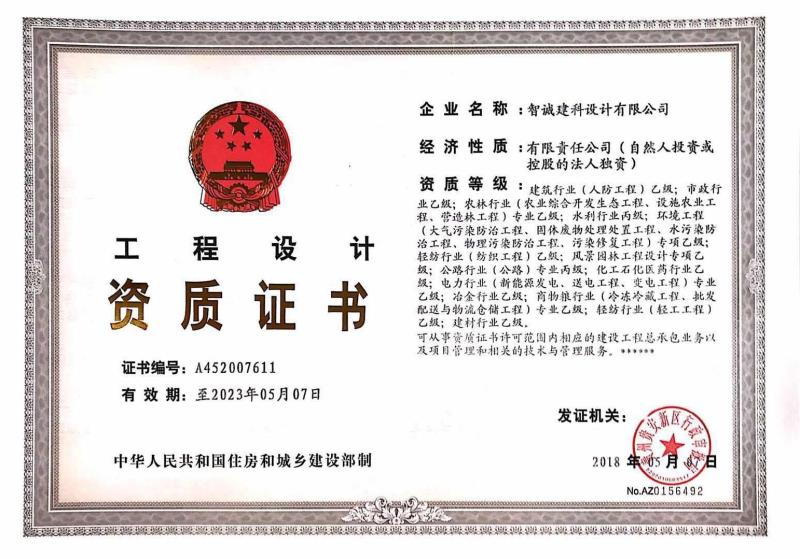 企业名称：智诚建科设计有限公司
经济性质：有限责任公司（自然人投资或
控股的法人独资）
资质等级：建筑行业（人防工程）乙级；市政行
业乙级；农林行业（农业综合开发生态工程、设施农业工
程、营造林工程）专业乙级；水利行业丙级；环境工程
（大气污染防治工程、固体废物处理处置工程、水污染防
治工程、物理污染防治工程、污染修复工程）专项乙级；
轻纺行业（纺织工程）乙级；风景园林工程设计专项乙
级；公路行业（公路）专业丙级；化工石化医药行业乙
级；电力行业（新能源发电、送电工程、变电工程）专业
乙级；冶金行业乙级；商物粮行业（冷冻冷藏工程、批发
配送与物流仓储工程）专业乙级；轻纺行业（轻工工程）
乙级；建材行业乙级。
可从事资质证书许可范围内相应的建设工程总承包业务以
及项目管理和相关的技术与管理服务。******
工程设计
资质证书
证书编号：A452007611
有效期：至2023年05月07日
中华人民共和国住房和城乡建设部制
发证机关：
2018年05月07日
No.AZ0156492